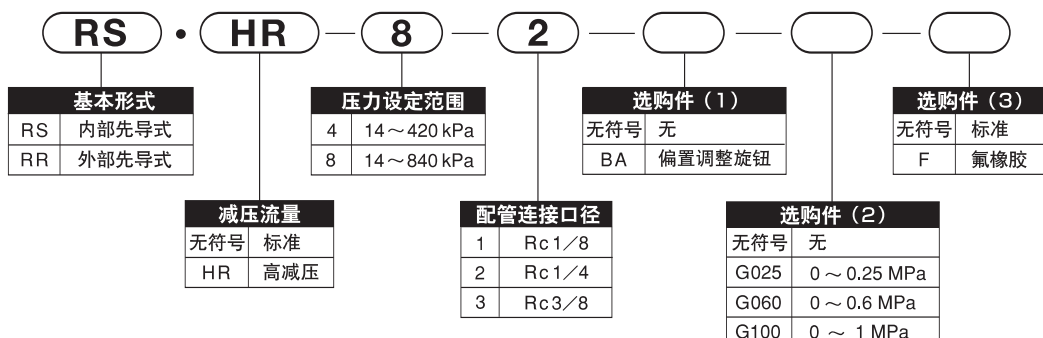 RS・HR－8－2－
基本形式
RS 内部先导式
RR 外部先导式
减压流量
无符号 标准
HR 高减压
压力设定范围
4 14～420 kPa
8 14～840 kPa
配管连接口径
1 Rc1／8
2 Rc1／4
3 Rc3／8
选购件（1）
无符号 无
BA 偏置调整旋钮
选购件（2）
无符号 无
G025 0～0.25 MPa
G060 0～0.6 MPa
G100 0～1 MPa
选购件（3）
无符号 标准
F 氟橡胶